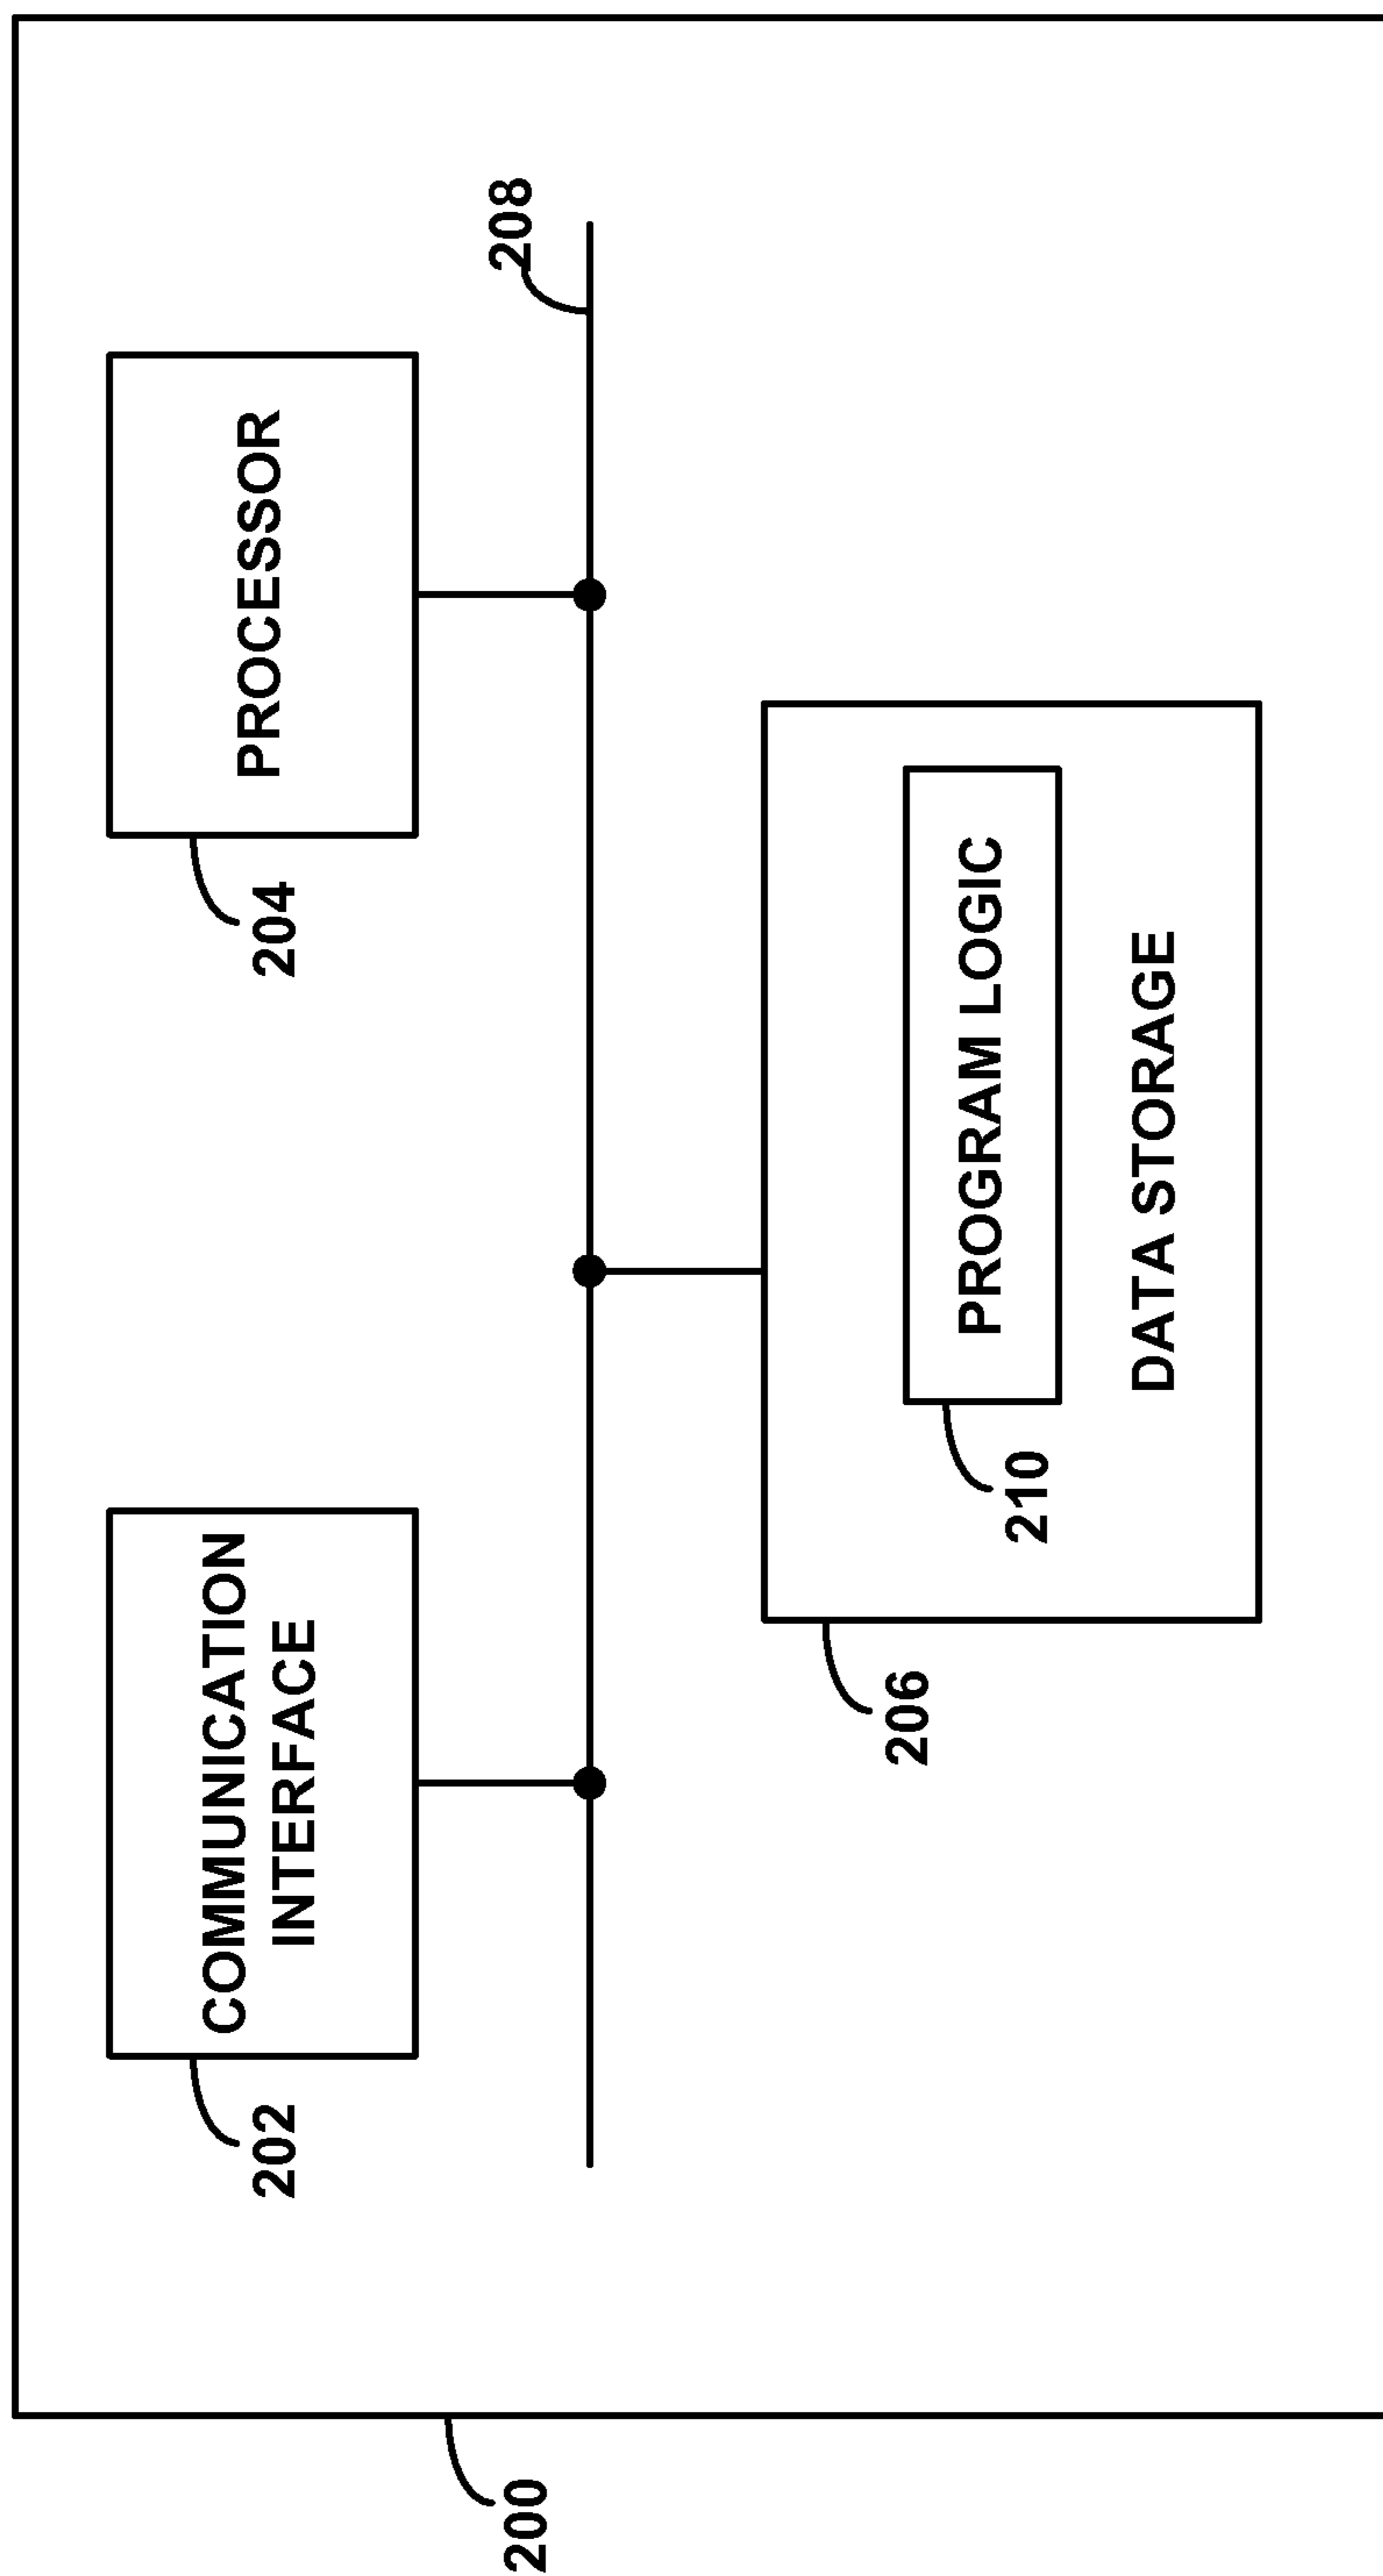 200
202
COMMUNICATION
INTERFACE
204
PROCESSOR
208
206
210
PROGRAM LOGIC
DATA STORAGE